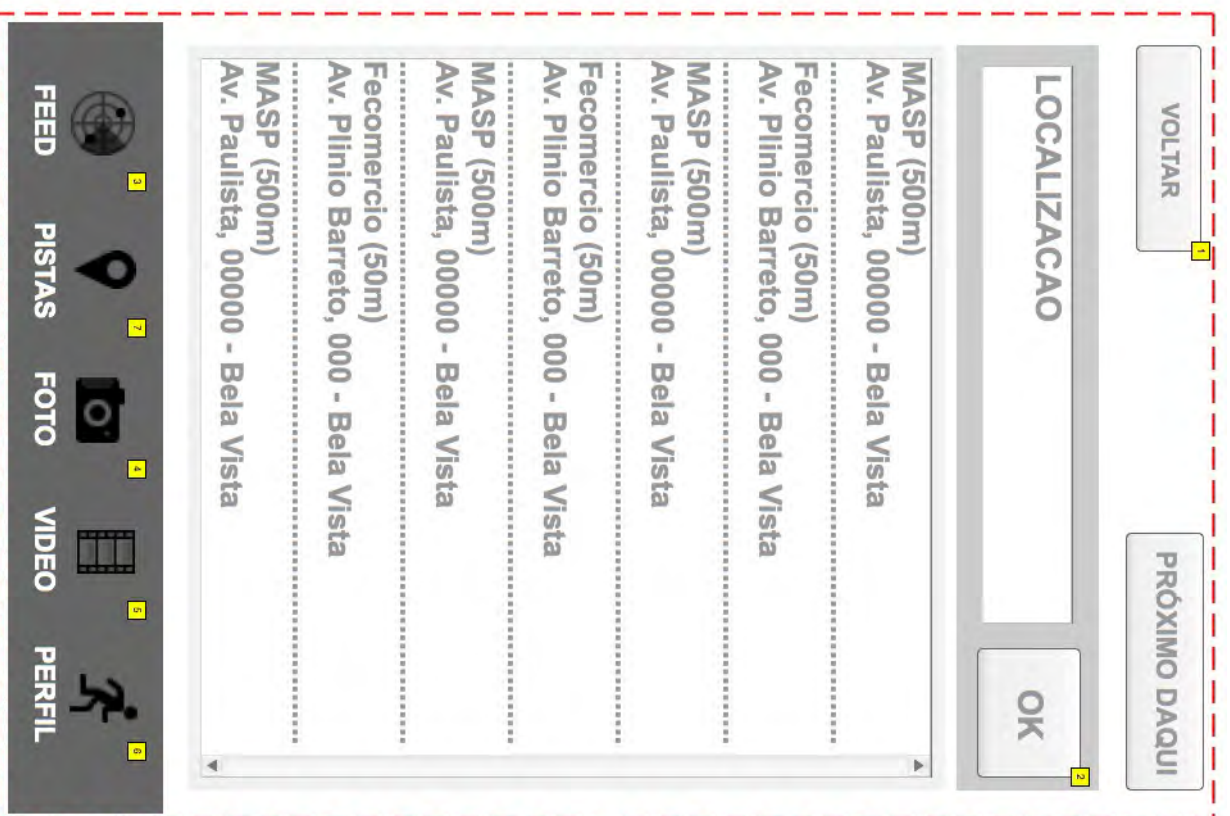 VOLTAR
1
PRÓXIMO DAQUI
LOCALIZACAO
OK
2
MASP (500m)
Av. Paulista, 00000 - Bela Vista
Fecomercio (50m)
Av. Plinio Barreto, 000 - Bela Vista
MASP (500m)
Av. Paulista, 00000 - Bela Vista
Fecomercio (50m)
Av. Plinio Barreto, 000 - Bela Vista
MASP (500m)
Av. Paulista, 00000 - Bela Vista
Fecomercio (50m)
Av. Plinio Barreto, 000 - Bela Vista
MASP (500m)
Av. Paulista, 00000 - Bela Vista
3
7
4
5
6
FEED
PISTAS
FOTO
VIDEO
PERFIL